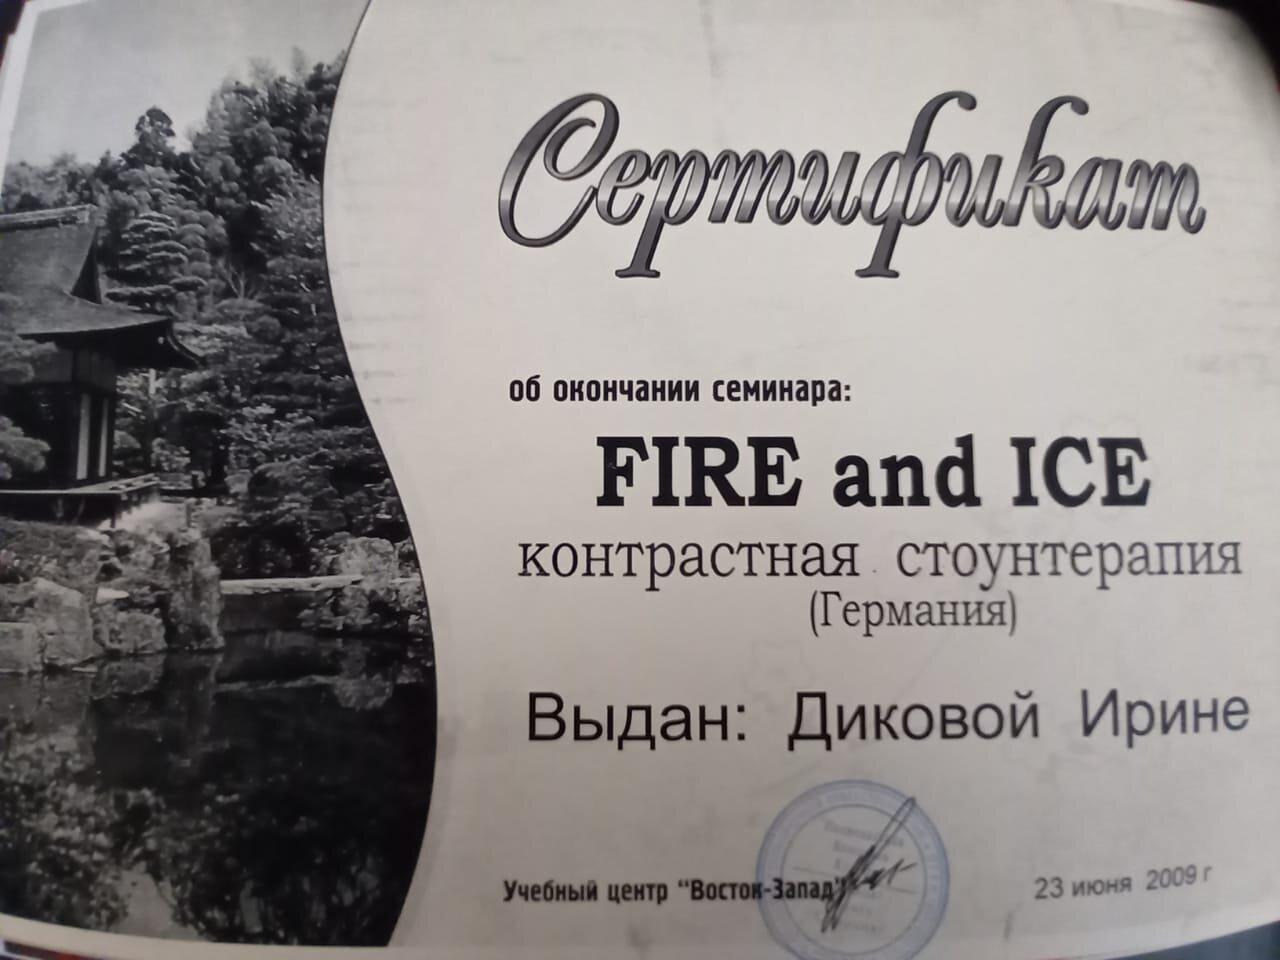 Сертификат
об окончании семинара:
FIRE and ICE
контрастная стоунтерапия
(Германия)
Выдан: Диковой Ирине
Учебный центр "Восток-Запад"
23 июня 2009 г